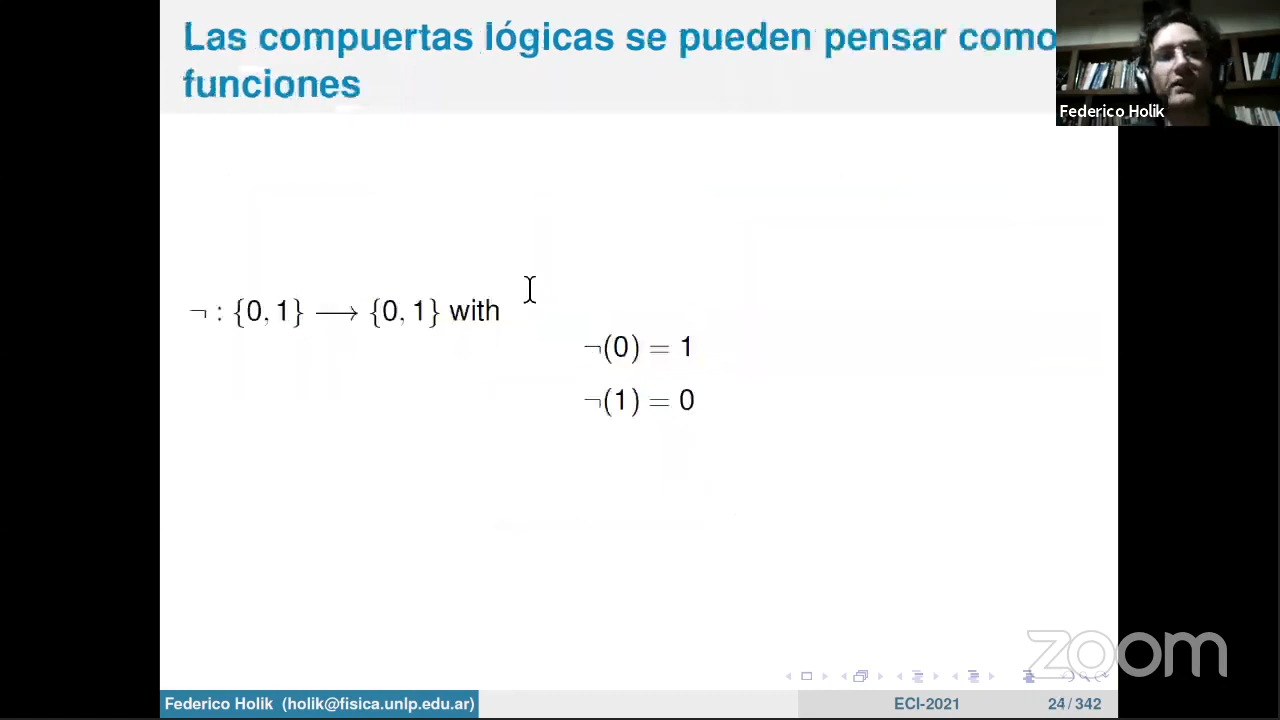 Las compuertas lógicas se pueden pensar como
funciones
Federico Holik
¬ : {0, 1} ⟶ {0, 1} with
¬(0) = 1
¬(1) = 0
zoom
Federico Holik (holik@fisica.unlp.edu.ar) ECI-2021 24 / 342